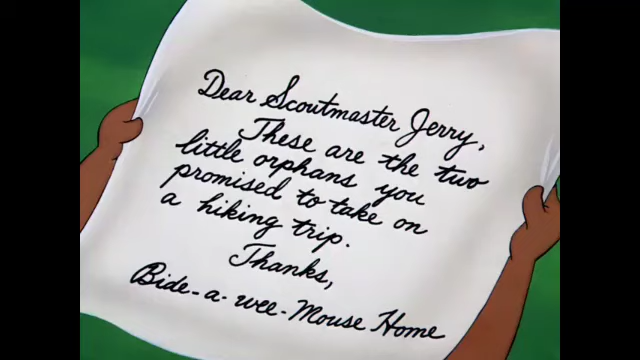 Dear Scoutmaster Jerry,
These are the two
little orphans you
promised to take on
a hiking trip.
Thanks,
Bide-a-wee-Mouse Home